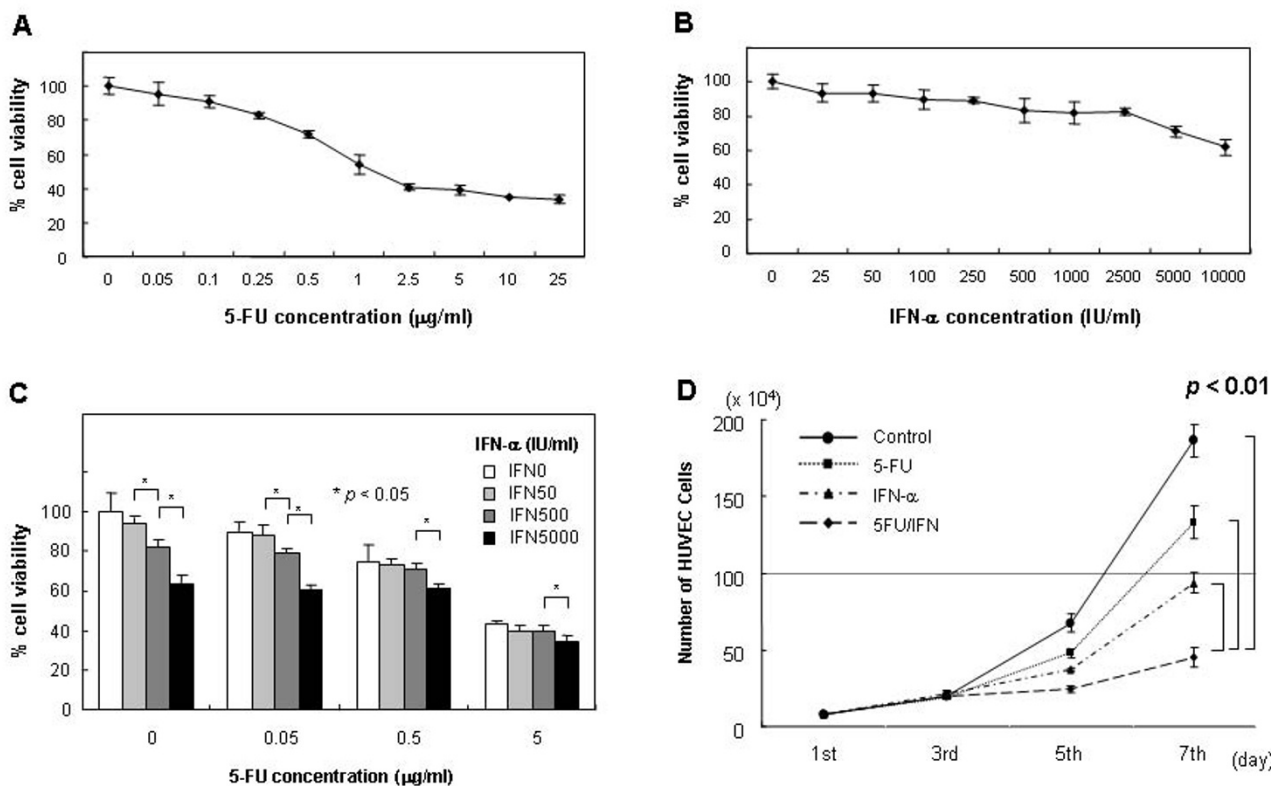 A
% cell viability
100
80
60
40
20
0
0 0.05 0.1 0.25 0.5 1 2.5 5 10 25
5-FU concentration (μg/ml)
B
% cell viability
100
80
60
40
20
0
0 25 50 100 250 500 1000 2500 5000 10000
IFN-α concentration (IU/ml)
C
% cell viability
100
80
60
40
20
0
IFN-α (IU/ml)
IFN0
IFN50
IFN500
IFN5000
* * * * * p < 0.05 * *
0 0.05 0.5 5
5-FU concentration (μg/ml)
D
(x 10⁴)
p < 0.01
Number of HUVEC Cells
200
150
100
50
0
Control
5-FU
IFN-α
5FU/IFN
1st 3rd 5th 7th (day)